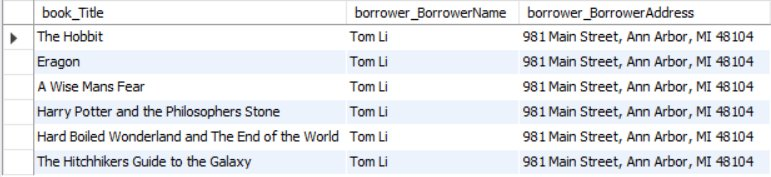 book_Title borrower_BorrowerName borrower_BorrowerAddress
The Hobbit Tom Li 981 Main Street, Ann Arbor, MI 48104
Eragon Tom Li 981 Main Street, Ann Arbor, MI 48104
A Wise Mans Fear Tom Li 981 Main Street, Ann Arbor, MI 48104
Harry Potter and the Philosophers Stone Tom Li 981 Main Street, Ann Arbor, MI 48104
Hard Boiled Wonderland and The End of the World Tom Li 981 Main Street, Ann Arbor, MI 48104
The Hitchhikers Guide to the Galaxy Tom Li 981 Main Street, Ann Arbor, MI 48104